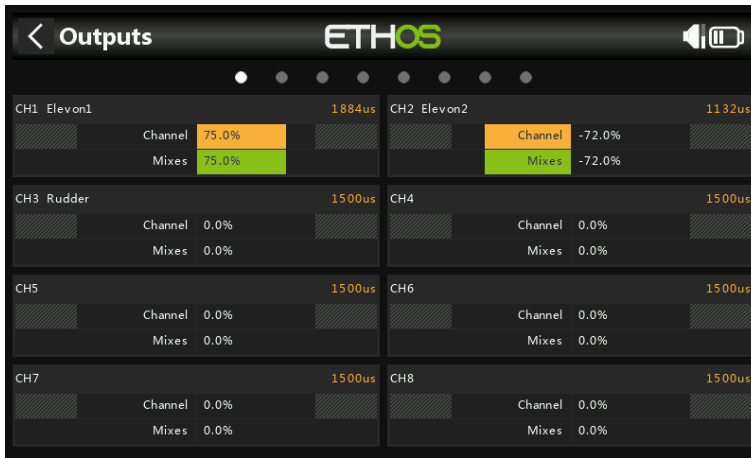 Outputs ETHOS
CH1 Elevon1 1884us
Channel 75.0%
Mixes 75.0%
CH2 Elevon2 1132us
Channel -72.0%
Mixes -72.0%
CH3 Rudder 1500us
Channel 0.0%
Mixes 0.0%
CH4 1500us
Channel 0.0%
Mixes 0.0%
CH5 1500us
Channel 0.0%
Mixes 0.0%
CH6 1500us
Channel 0.0%
Mixes 0.0%
CH7 1500us
Channel 0.0%
Mixes 0.0%
CH8 1500us
Channel 0.0%
Mixes 0.0%